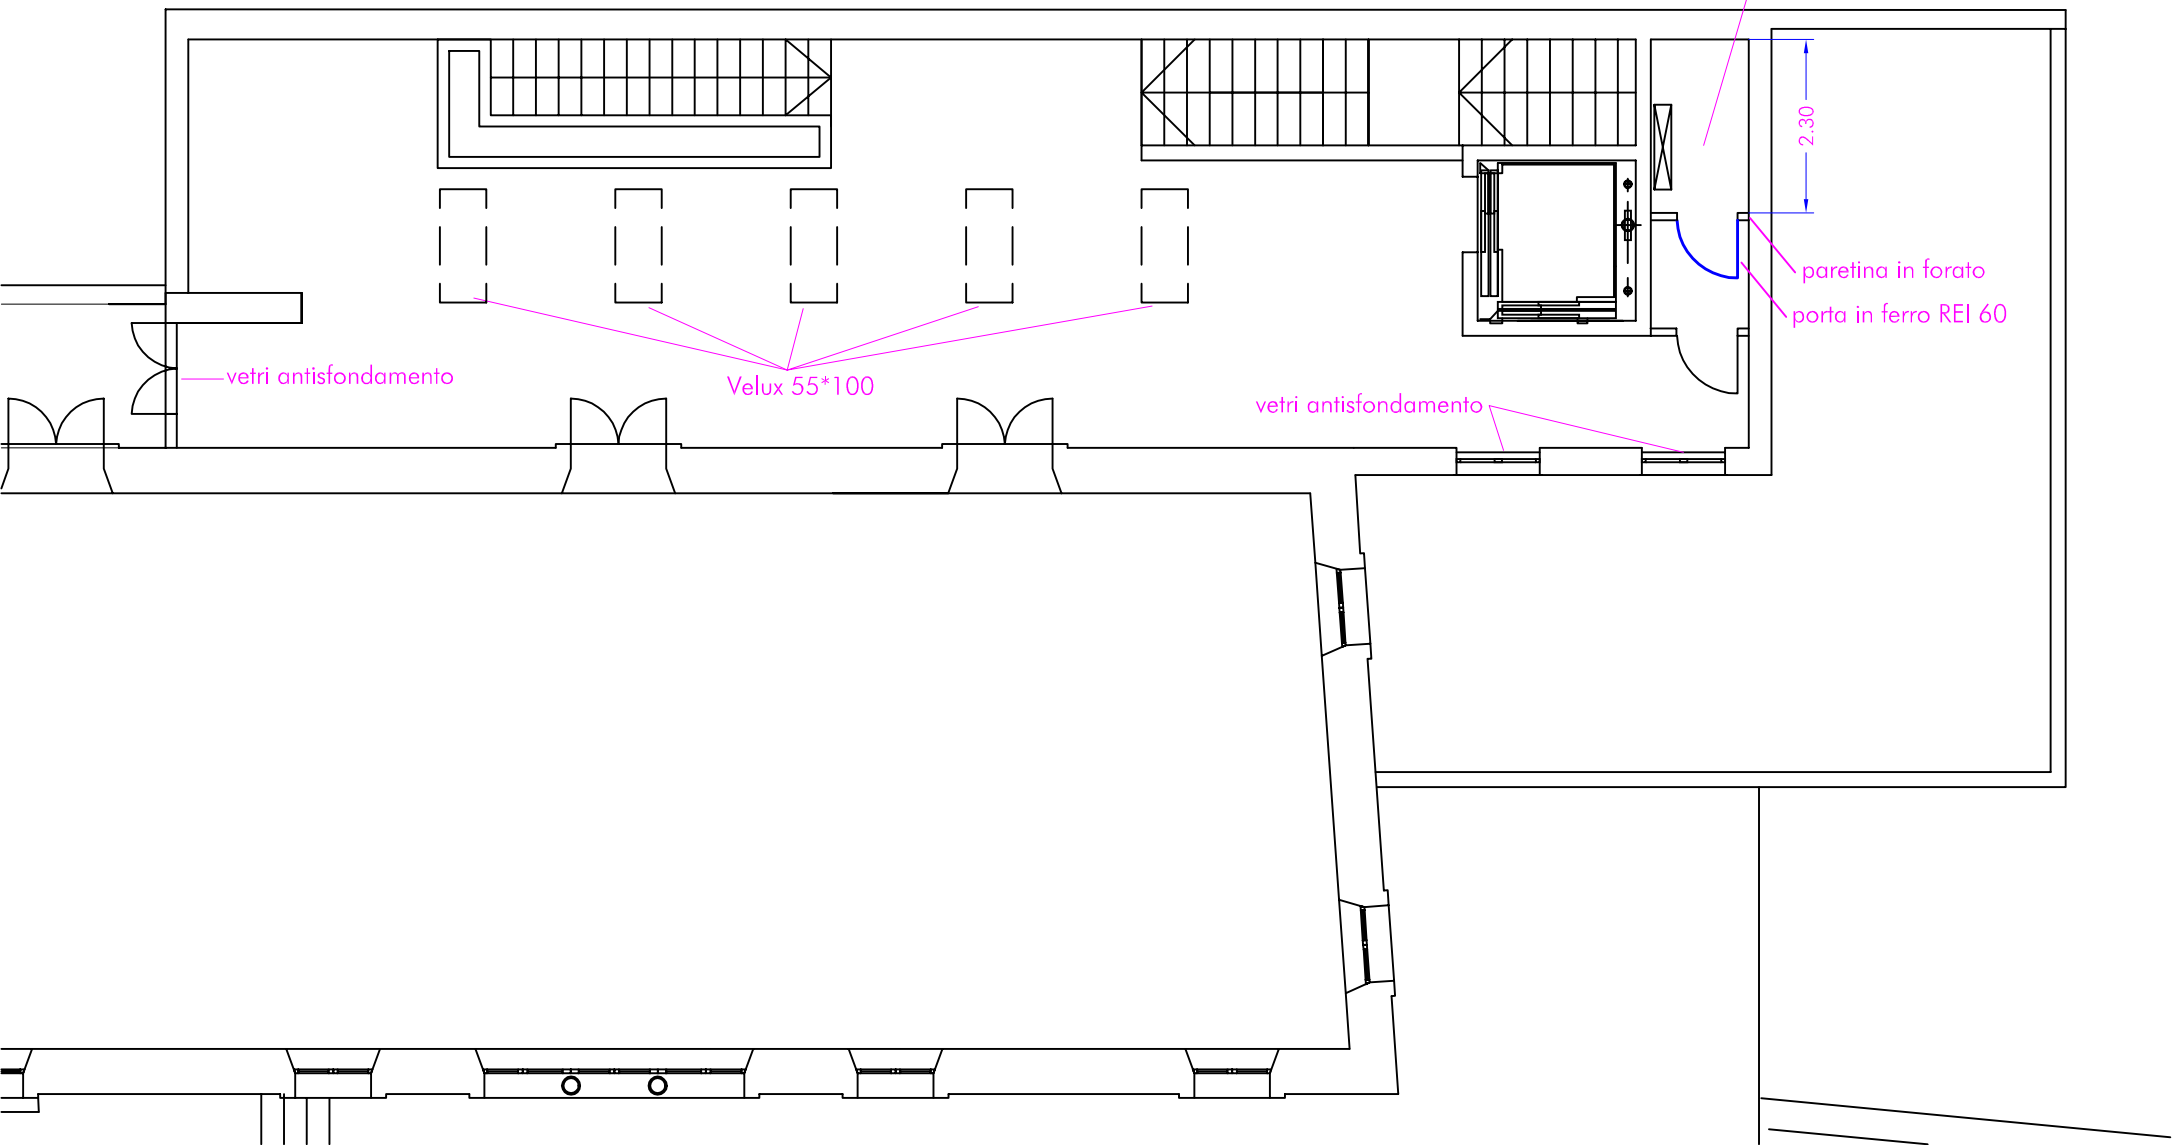 2.30
paretina in forato
porta in ferro REI 60
vetri antisfondamento
Velux 55*100
vetri antisfondamento